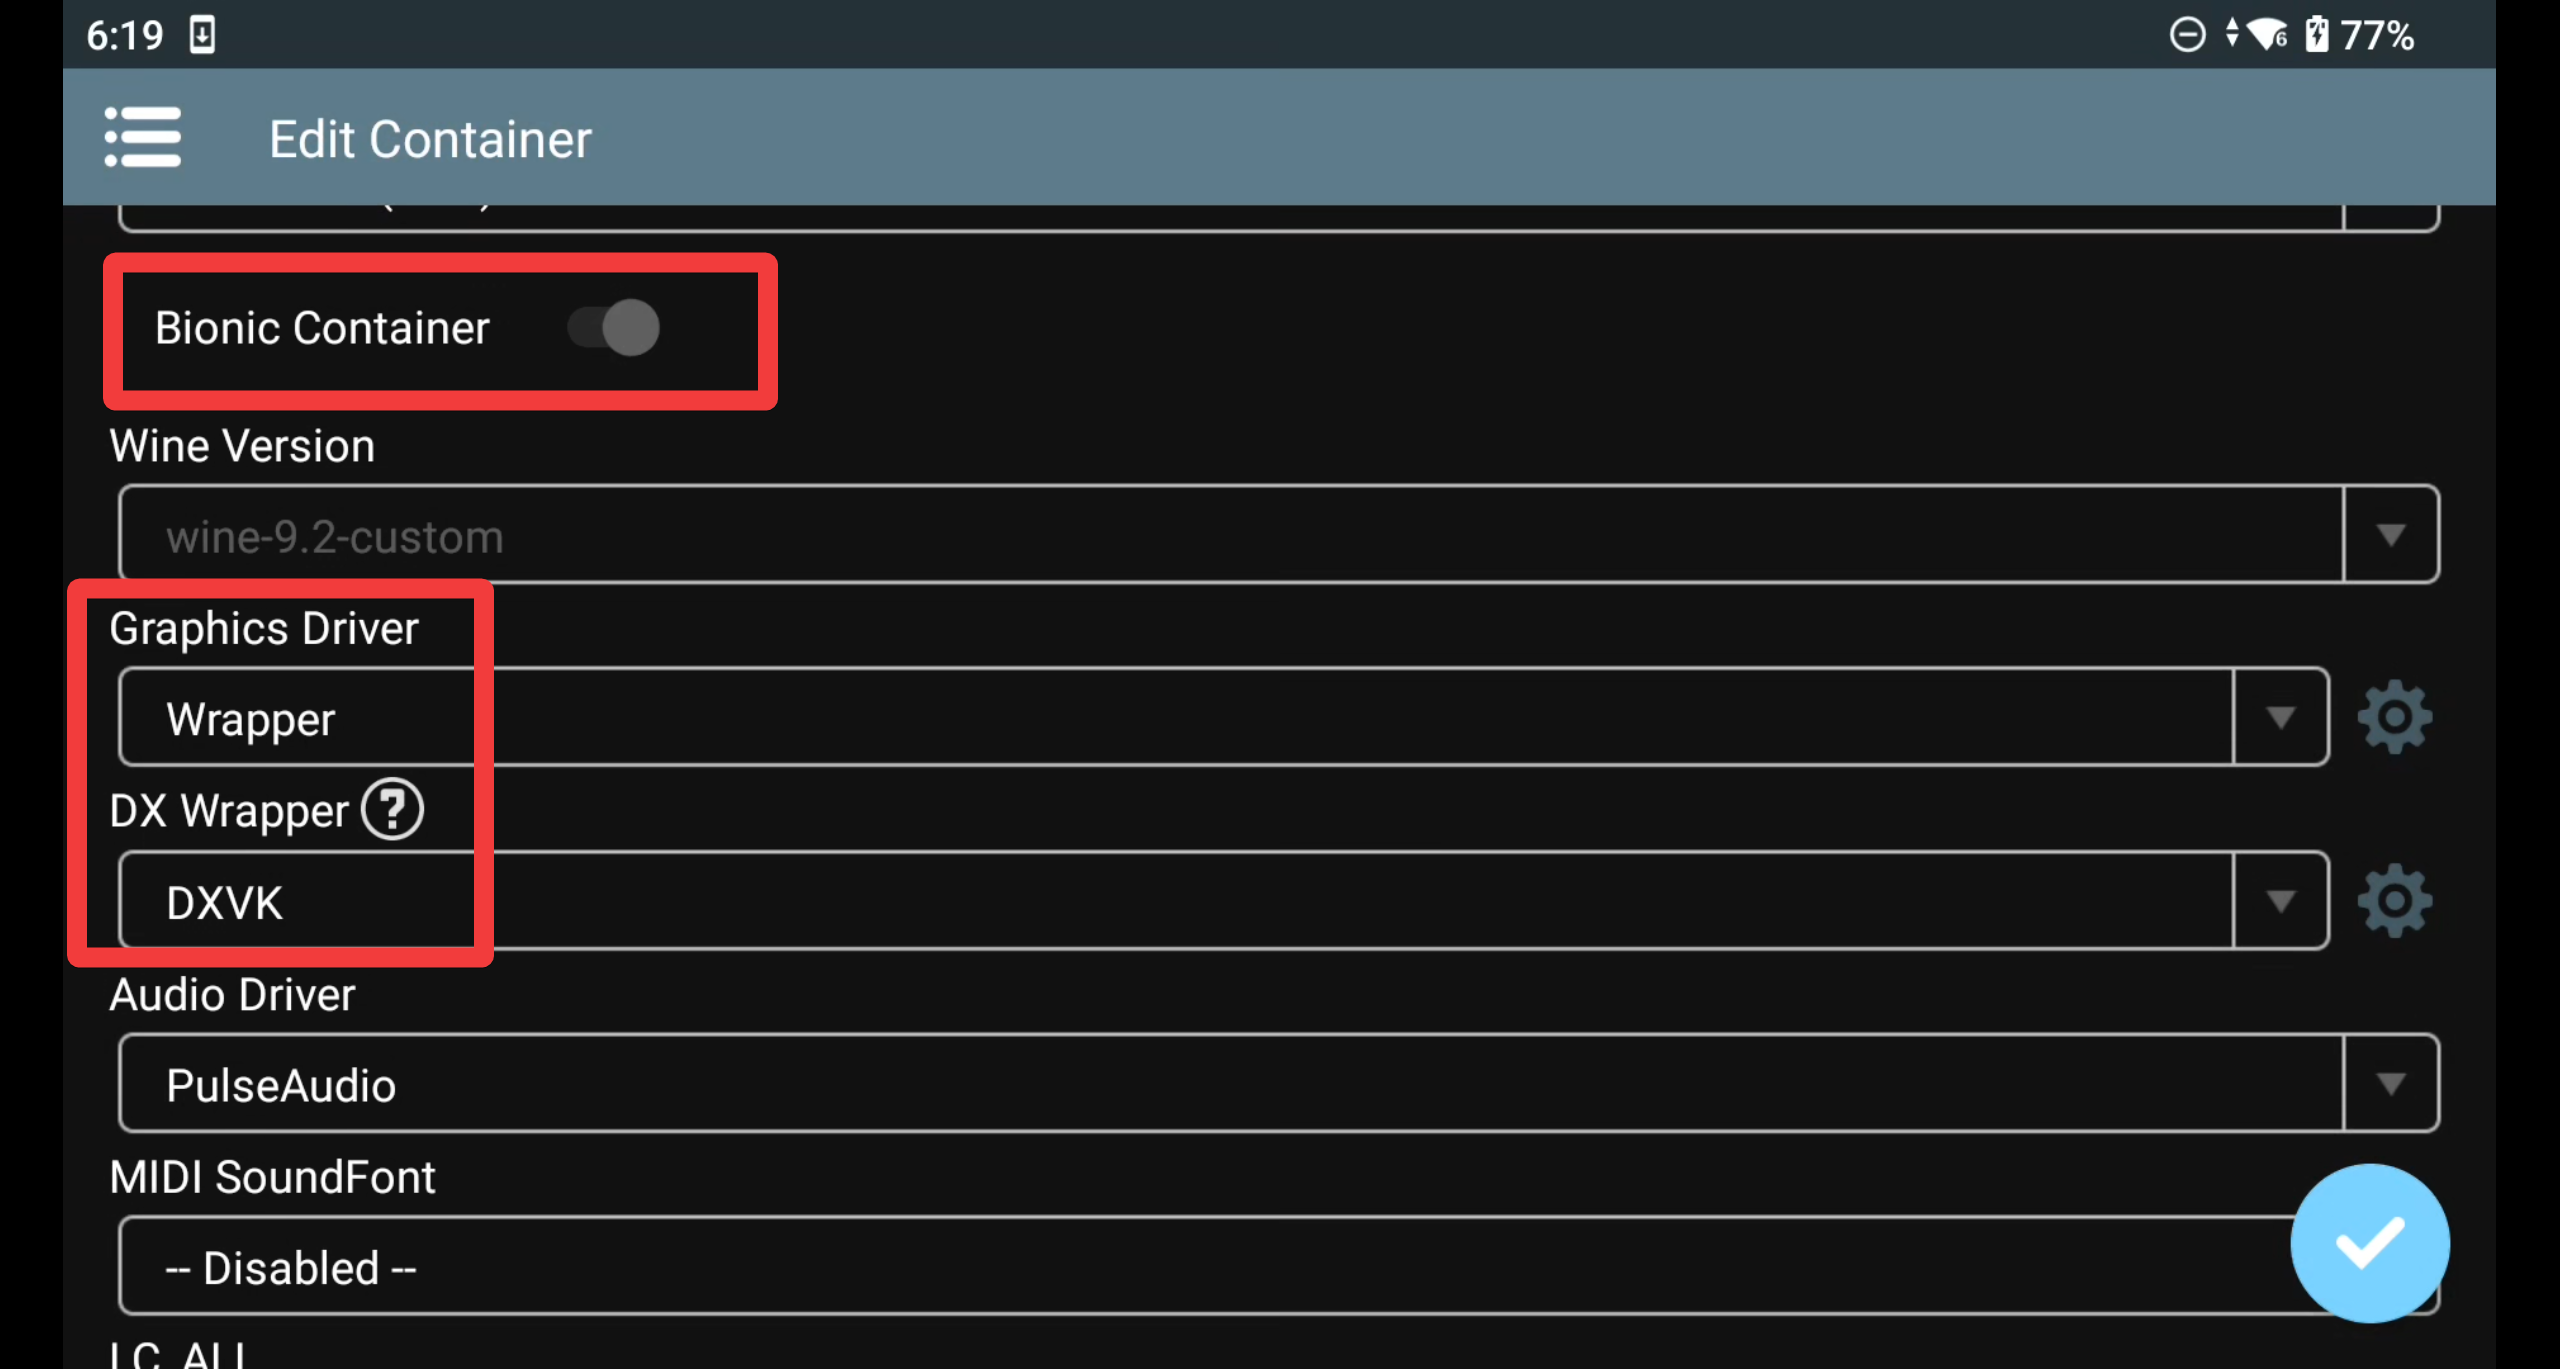 6:19
6 77%
Edit Container
Bionic Container
Wine Version
wine-9.2-custom
Graphics Driver
Wrapper
DX Wrapper ?
DXVK
Audio Driver
PulseAudio
MIDI SoundFont
-- Disabled --
LC_ALL